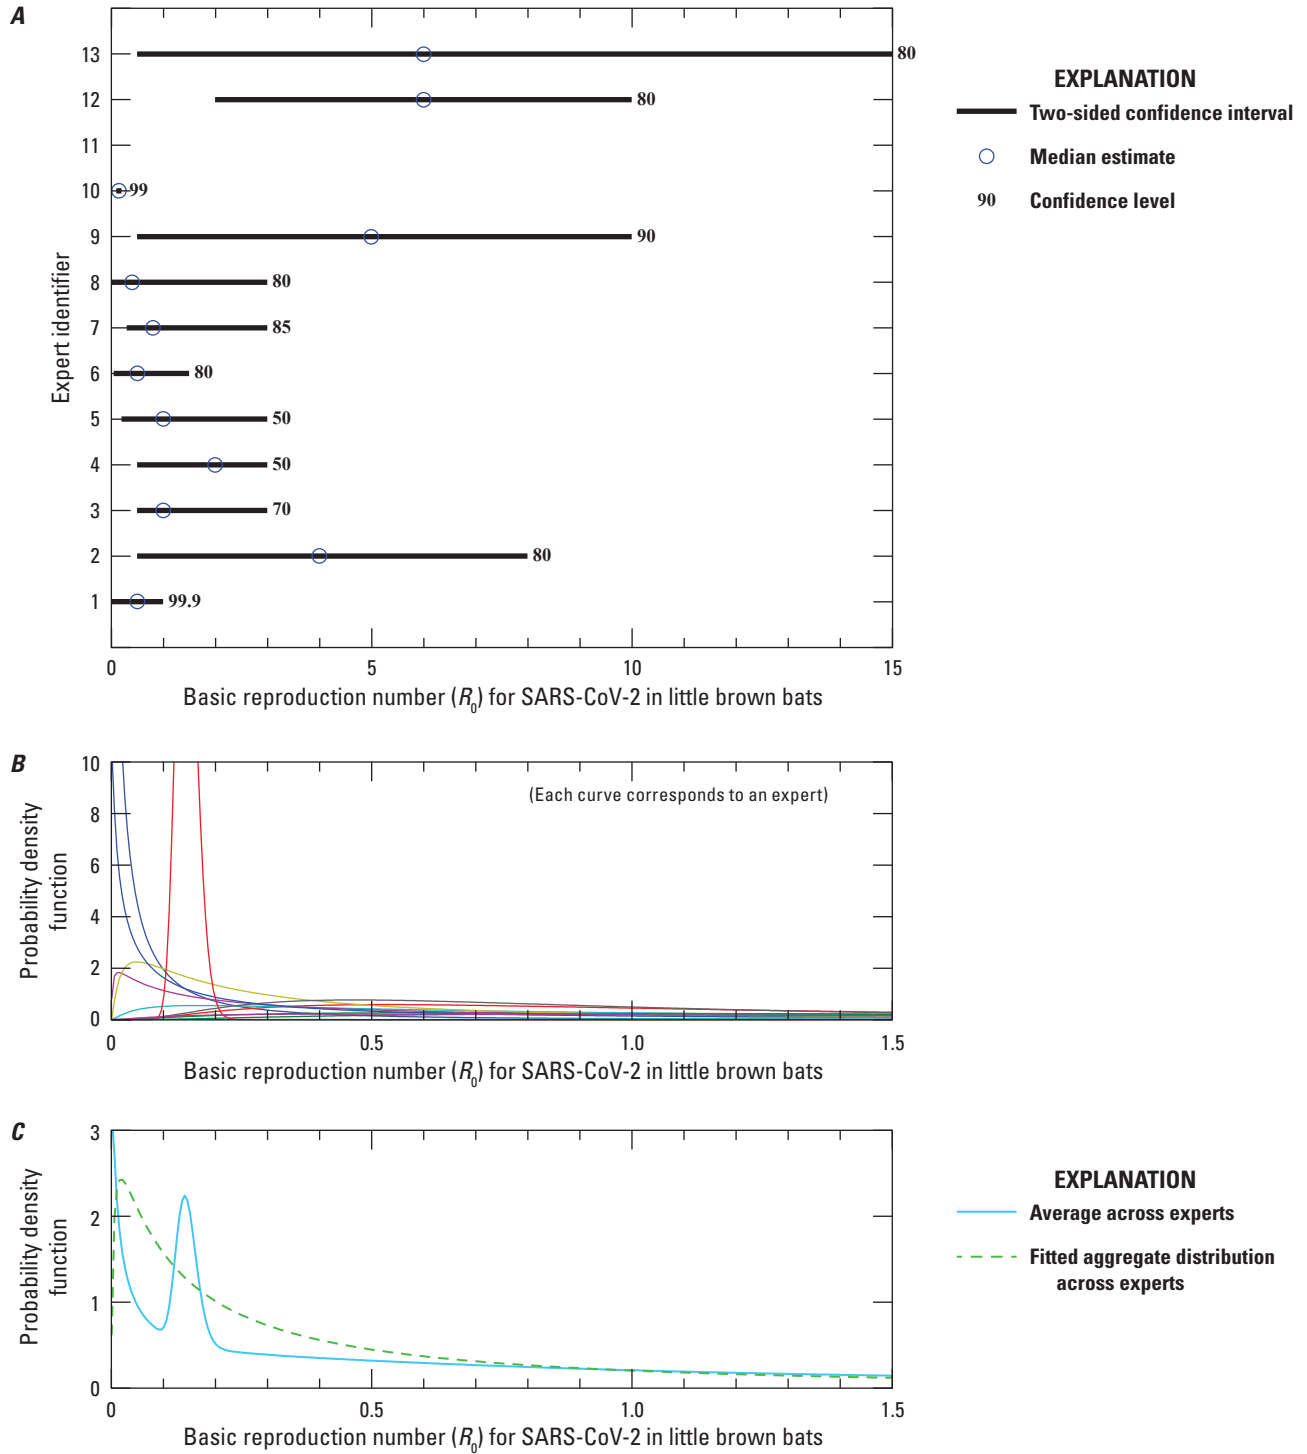 A
13
12
11
10
9
8
7
6
5
4
3
2
1
Expert identifier
80
80
99
90
80
85
80
50
50
70
80
99.9
0 5 10 15
Basic reproduction number (R0) for SARS-CoV-2 in little brown bats
EXPLANATION
Two-sided confidence interval
Median estimate
90 Confidence level
B
10
8
6
4
2
0
Probability density
function
(Each curve corresponds to an expert)
0 0.5 1.0 1.5
Basic reproduction number (R0) for SARS-CoV-2 in little brown bats
C
3
2
1
0
Probability density
function
0 0.5 1.0 1.5
Basic reproduction number (R0) for SARS-CoV-2 in little brown bats
EXPLANATION
Average across experts
Fitted aggregate distribution
across experts